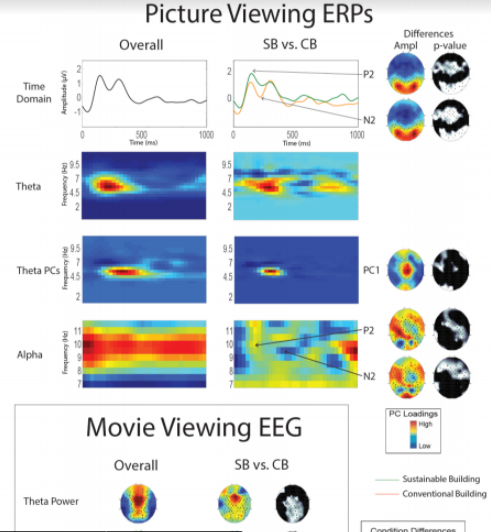 Picture Viewing ERPs
Overall
SB vs. CB
Differences
Ampl p-value
Time
Domain
Amplitude (µV)
2
1
0
-1
0 500 1000
Time (ms)
2
0
0 500 1000
Time (ms)
P2
N2
Theta
Frequency (Hz)
9.5
7
4.5
2
9.5
7
4.5
2
Theta PCs
Frequency (Hz)
9.5
7
4.5
2
9.5
7
4.5
2
PC1
Alpha
Frequency (Hz)
11
10
9
8
7
11
10
9
8
7
P2
N2
PC Loadings
High
Low
Movie Viewing EEG
Overall
SB vs. CB
Theta Power
Sustainable Building
Conventional Building
Condition Differences